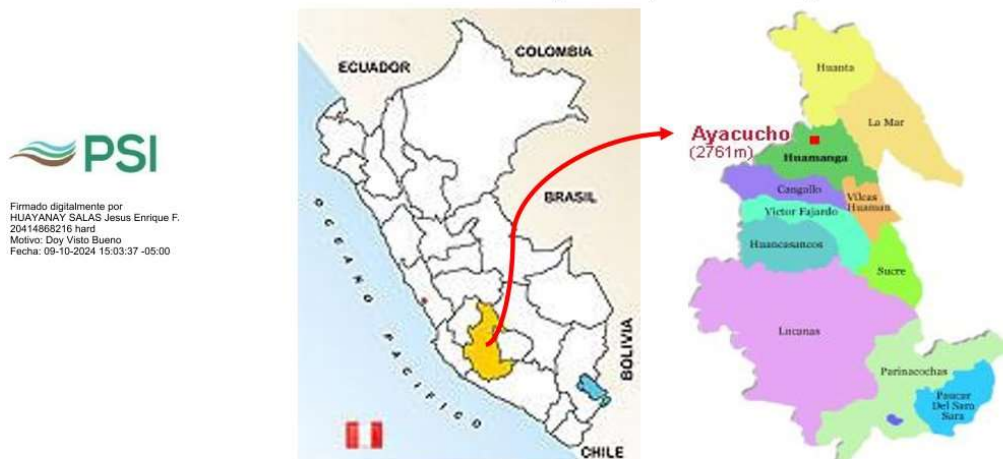 PSI
Firmado digitalmente por
HUAYANAY SALAS Jesus Enrique F.
20414868216 hard
Motivo: Doy Visto Bueno
Fecha: 09-10-2024 15:03:37 -05:00
ECUADOR
COLOMBIA
BRASIL
BOLIVIA
CHILE
OCEANO PACIFICO
Ayacucho
(2761m)
Huanta
La Mar
Huamanga
Cangallo
Vilcas
Huaman
Victor Fajardo
Huancasancos
Sucre
Lucanas
Parinacochas
Paucar
Del Sara
Sara